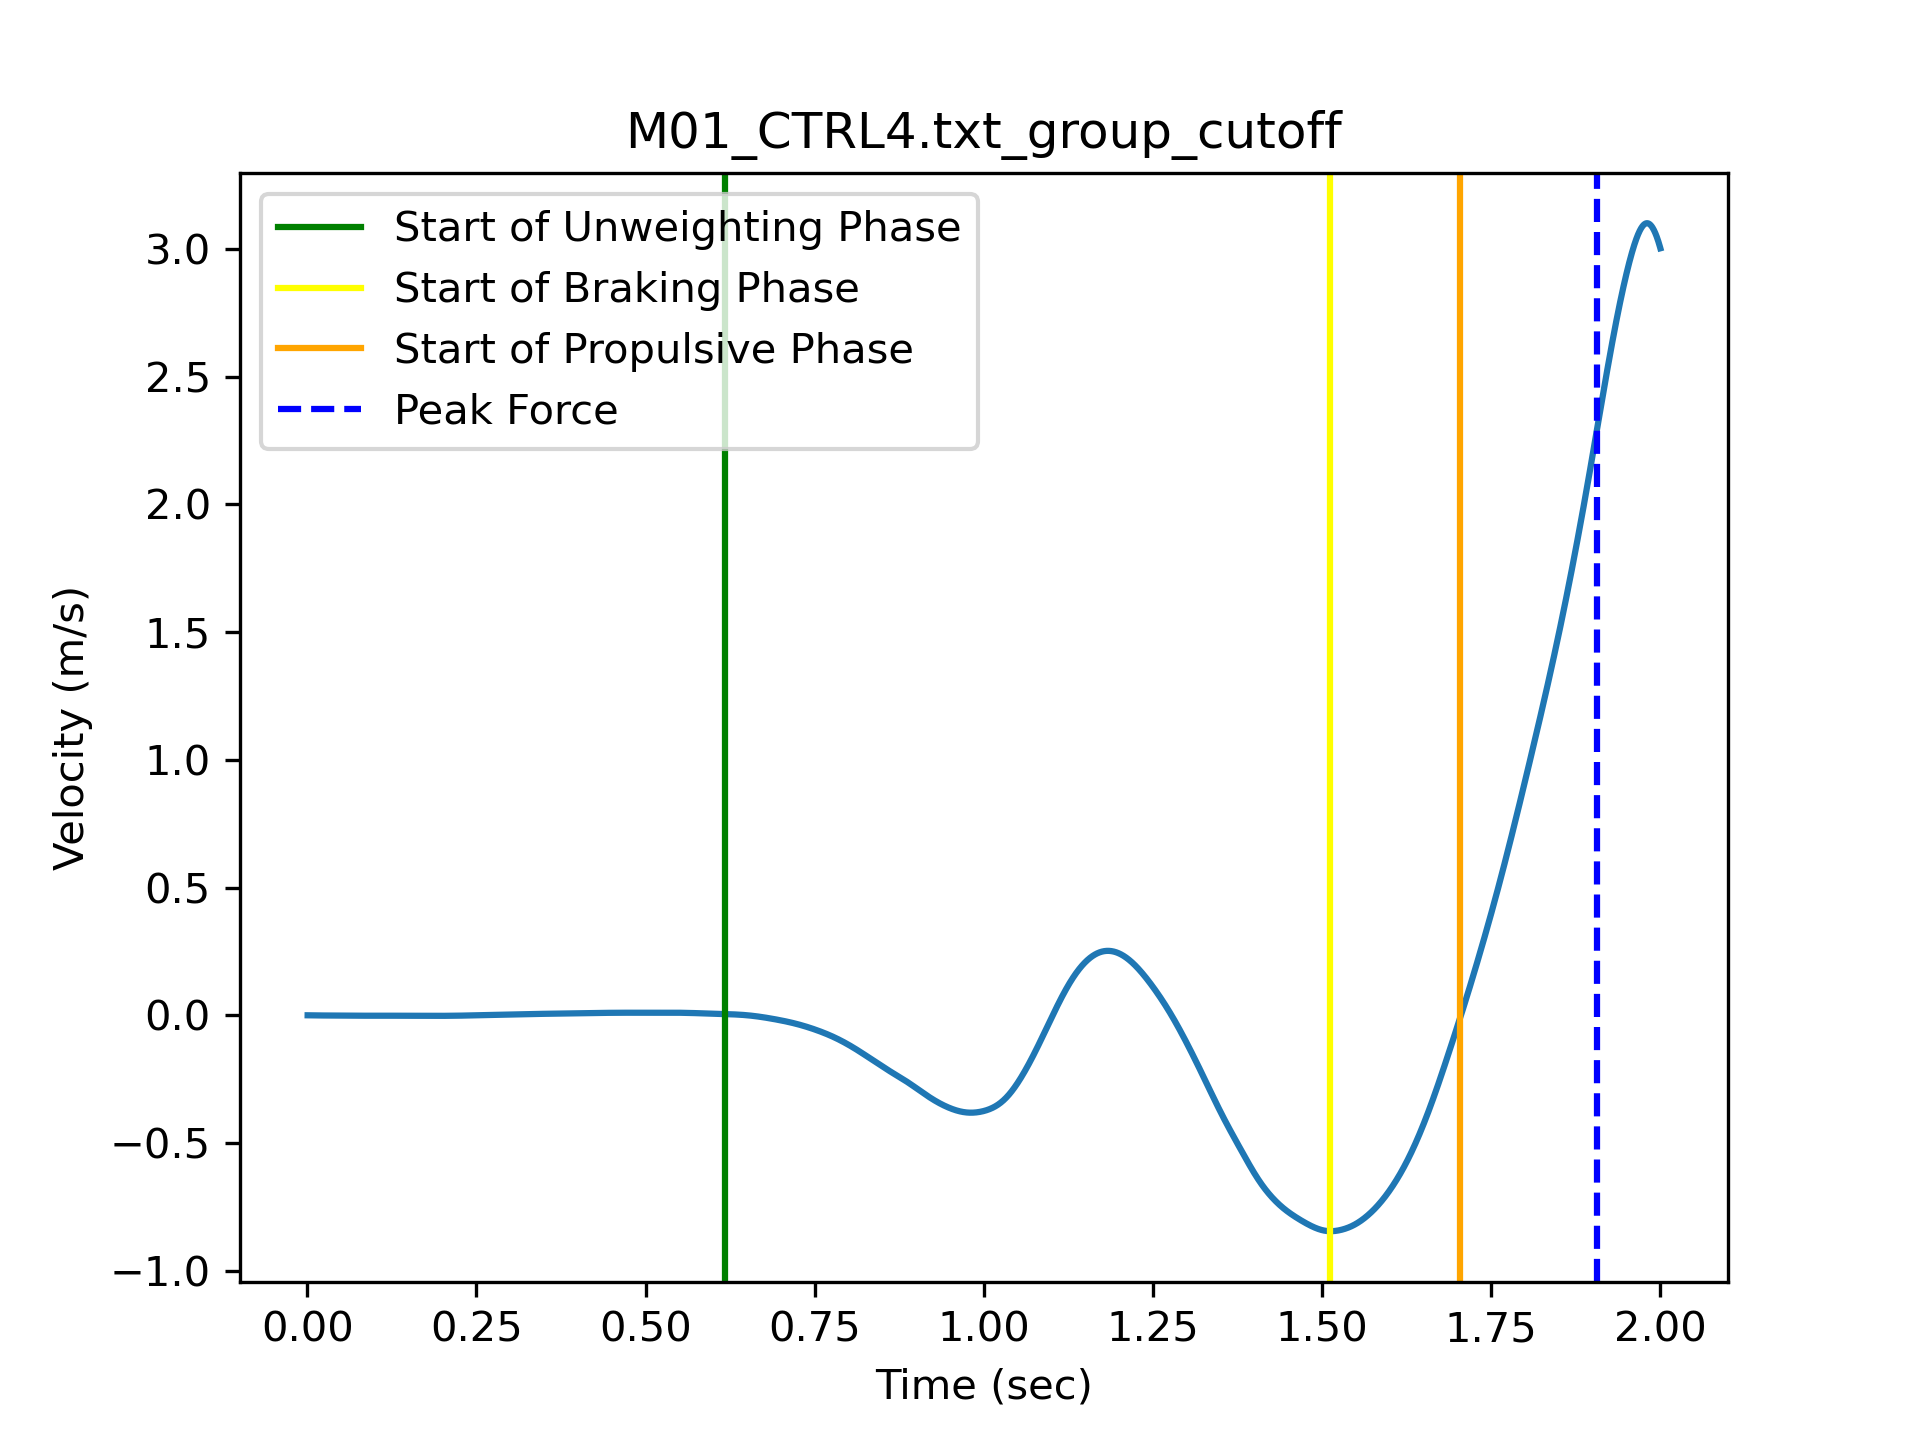 M01_CTRL4.txt_group_cutoff
Start of Unweighting Phase
Start of Braking Phase
Start of Propulsive Phase
Peak Force
3.0
2.5
2.0
1.5
1.0
0.5
0.0
−0.5
−1.0
Velocity (m/s)
0.00 0.25 0.50 0.75 1.00 1.25 1.50 1.75 2.00
Time (sec)